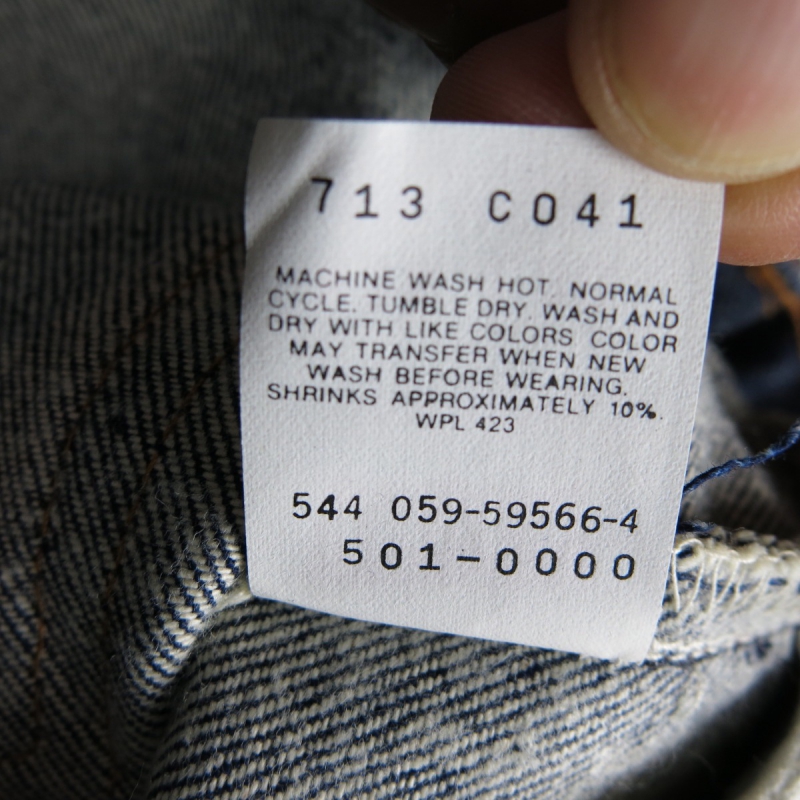 713 C041
MACHINE WASH HOT. NORMAL
CYCLE. TUMBLE DRY. WASH AND
DRY WITH LIKE COLORS COLOR
MAY TRANSFER WHEN NEW
WASH BEFORE WEARING.
SHRINKS APPROXIMATELY 10%.
WPL 423
544 059-59566-4
501-0000